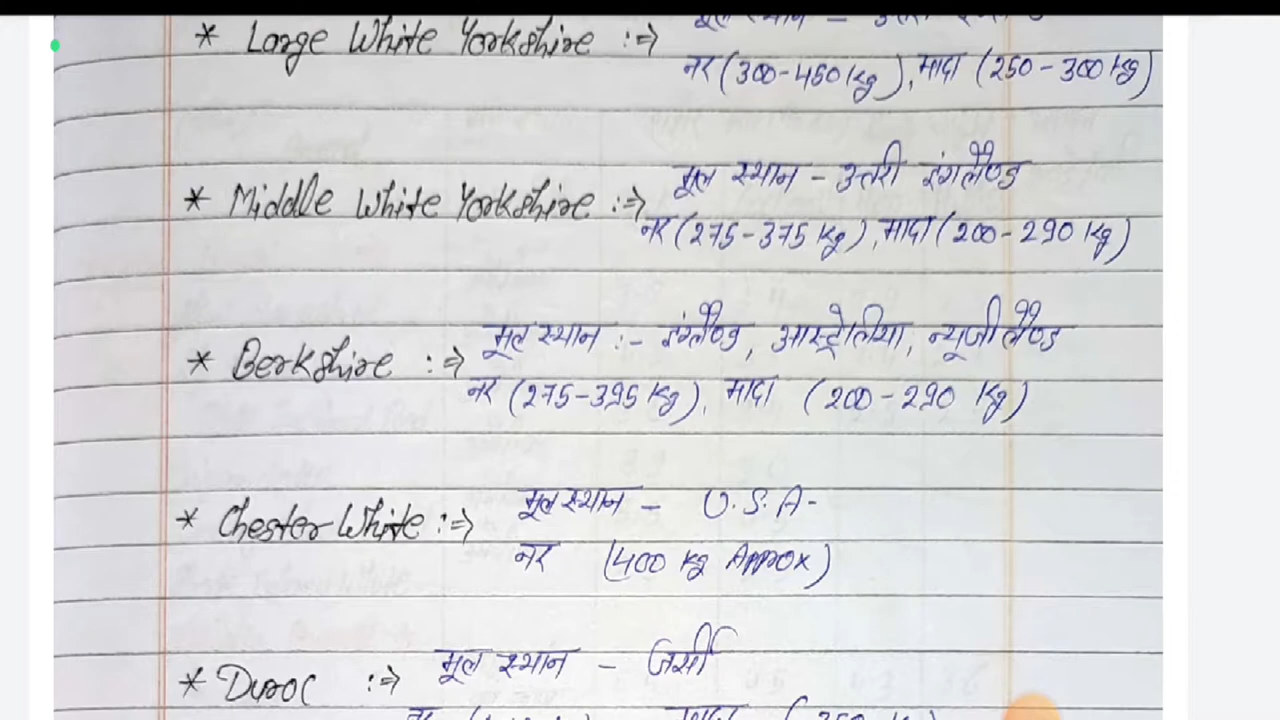 मूल स्थान – उत्तरी
* Large White Yorkshire :⇒
नर (300-450 Kg), मादा (250 – 300 Kg)
मूल स्थान – उत्तरी इंग्लैण्ड
* Middle White Yorkshire :⇒
नर (275-375 Kg), मादा (200-290 Kg)
मूल स्थान :- इंग्लैण्ड, आस्ट्रेलिया, न्यूजीलैण्ड
* Berkshire :⇒
नर (275-395 Kg), मादा (200-290 Kg)
मूल स्थान – U.S.A-
* Chester White :⇒
नर (400 Kg Approx)
मूल स्थान – जर्सी
* Duroc :⇒